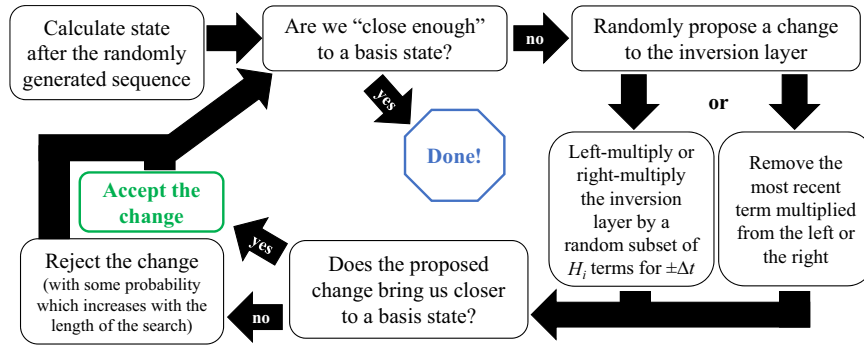 Calculate state
after the randomly
generated sequence
Are we “close enough”
to a basis state?
no
Randomly propose a change
to the inversion layer
yes
or
Done!
Left-multiply or
right-multiply
the inversion
layer by a
random subset of
Hᵢ terms for ±Δt
Remove the
most recent
term multiplied
from the left or
the right
Accept the
change
yes
Does the proposed
change bring us closer
to a basis state?
no
Reject the change
(with some probability
which increases with the
length of the search)